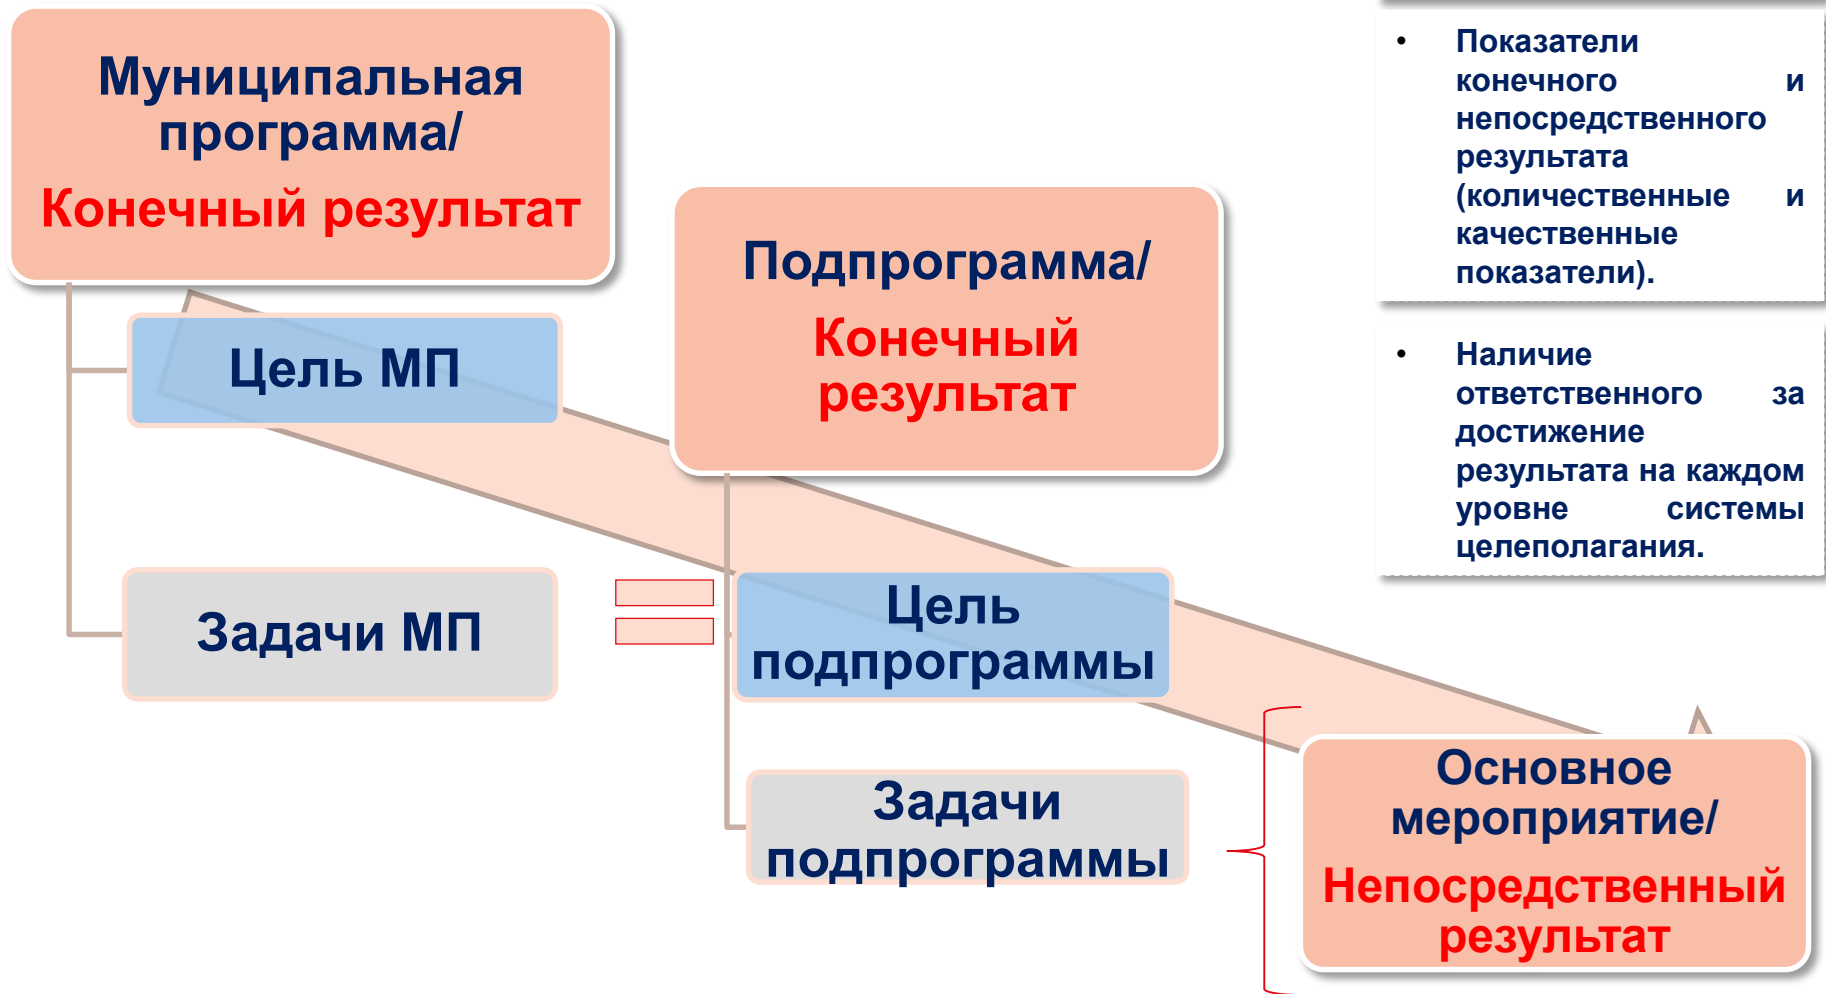 Муниципальная
программа/
Конечный результат
Цель МП
Задачи МП
Подпрограмма/
Конечный
результат
Цель
подпрограммы
Задачи
подпрограммы
Основное
мероприятие/
Непосредственный
результат
• Показатели
конечного и
непосредственного
результата
(количественные и
качественные
показатели).
• Наличие
ответственного за
достижение
результата на каждом
уровне системы
целеполагания.